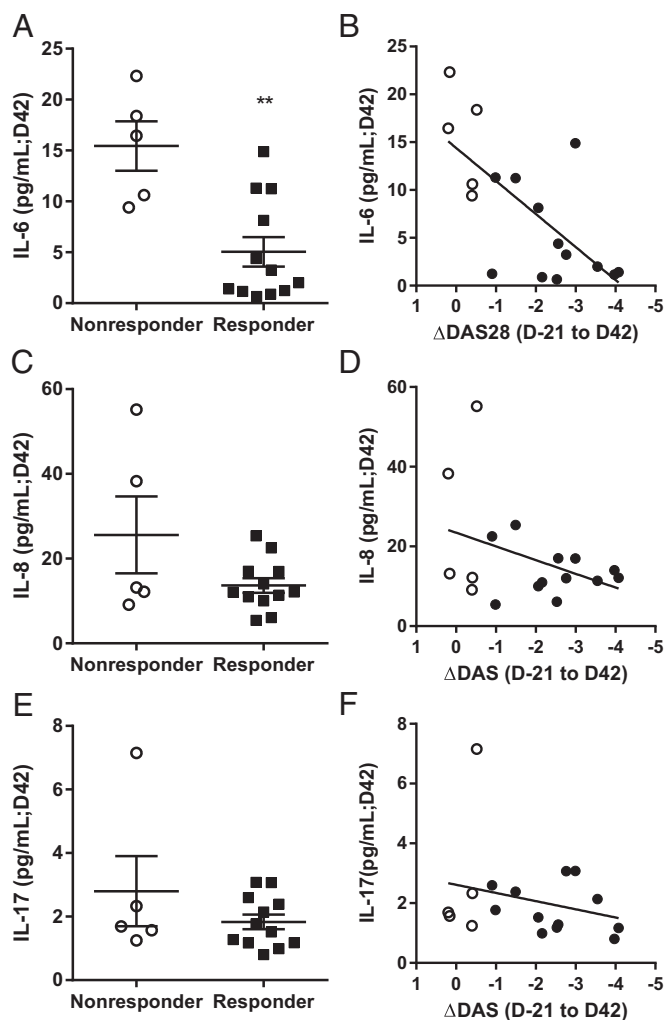 A
IL-6 (pg/mL;D42)
25
20
15
10
5
0
**
Nonresponder Responder
B
IL-6 (pg/mL;D42)
25
20
15
10
5
0
1 0 -1 -2 -3 -4 -5
ΔDAS28 (D-21 to D42)
C
IL-8 (pg/mL;D42)
60
40
20
0
Nonresponder Responder
D
IL-8 (pg/mL;D42)
60
40
20
0
1 0 -1 -2 -3 -4 -5
ΔDAS (D-21 to D42)
E
IL-17 (pg/mL;D42)
8
6
4
2
0
Nonresponder Responder
F
IL-17(pg/mL;D42)
8
6
4
2
0
1 0 -1 -2 -3 -4 -5
ΔDAS (D-21 to D42)